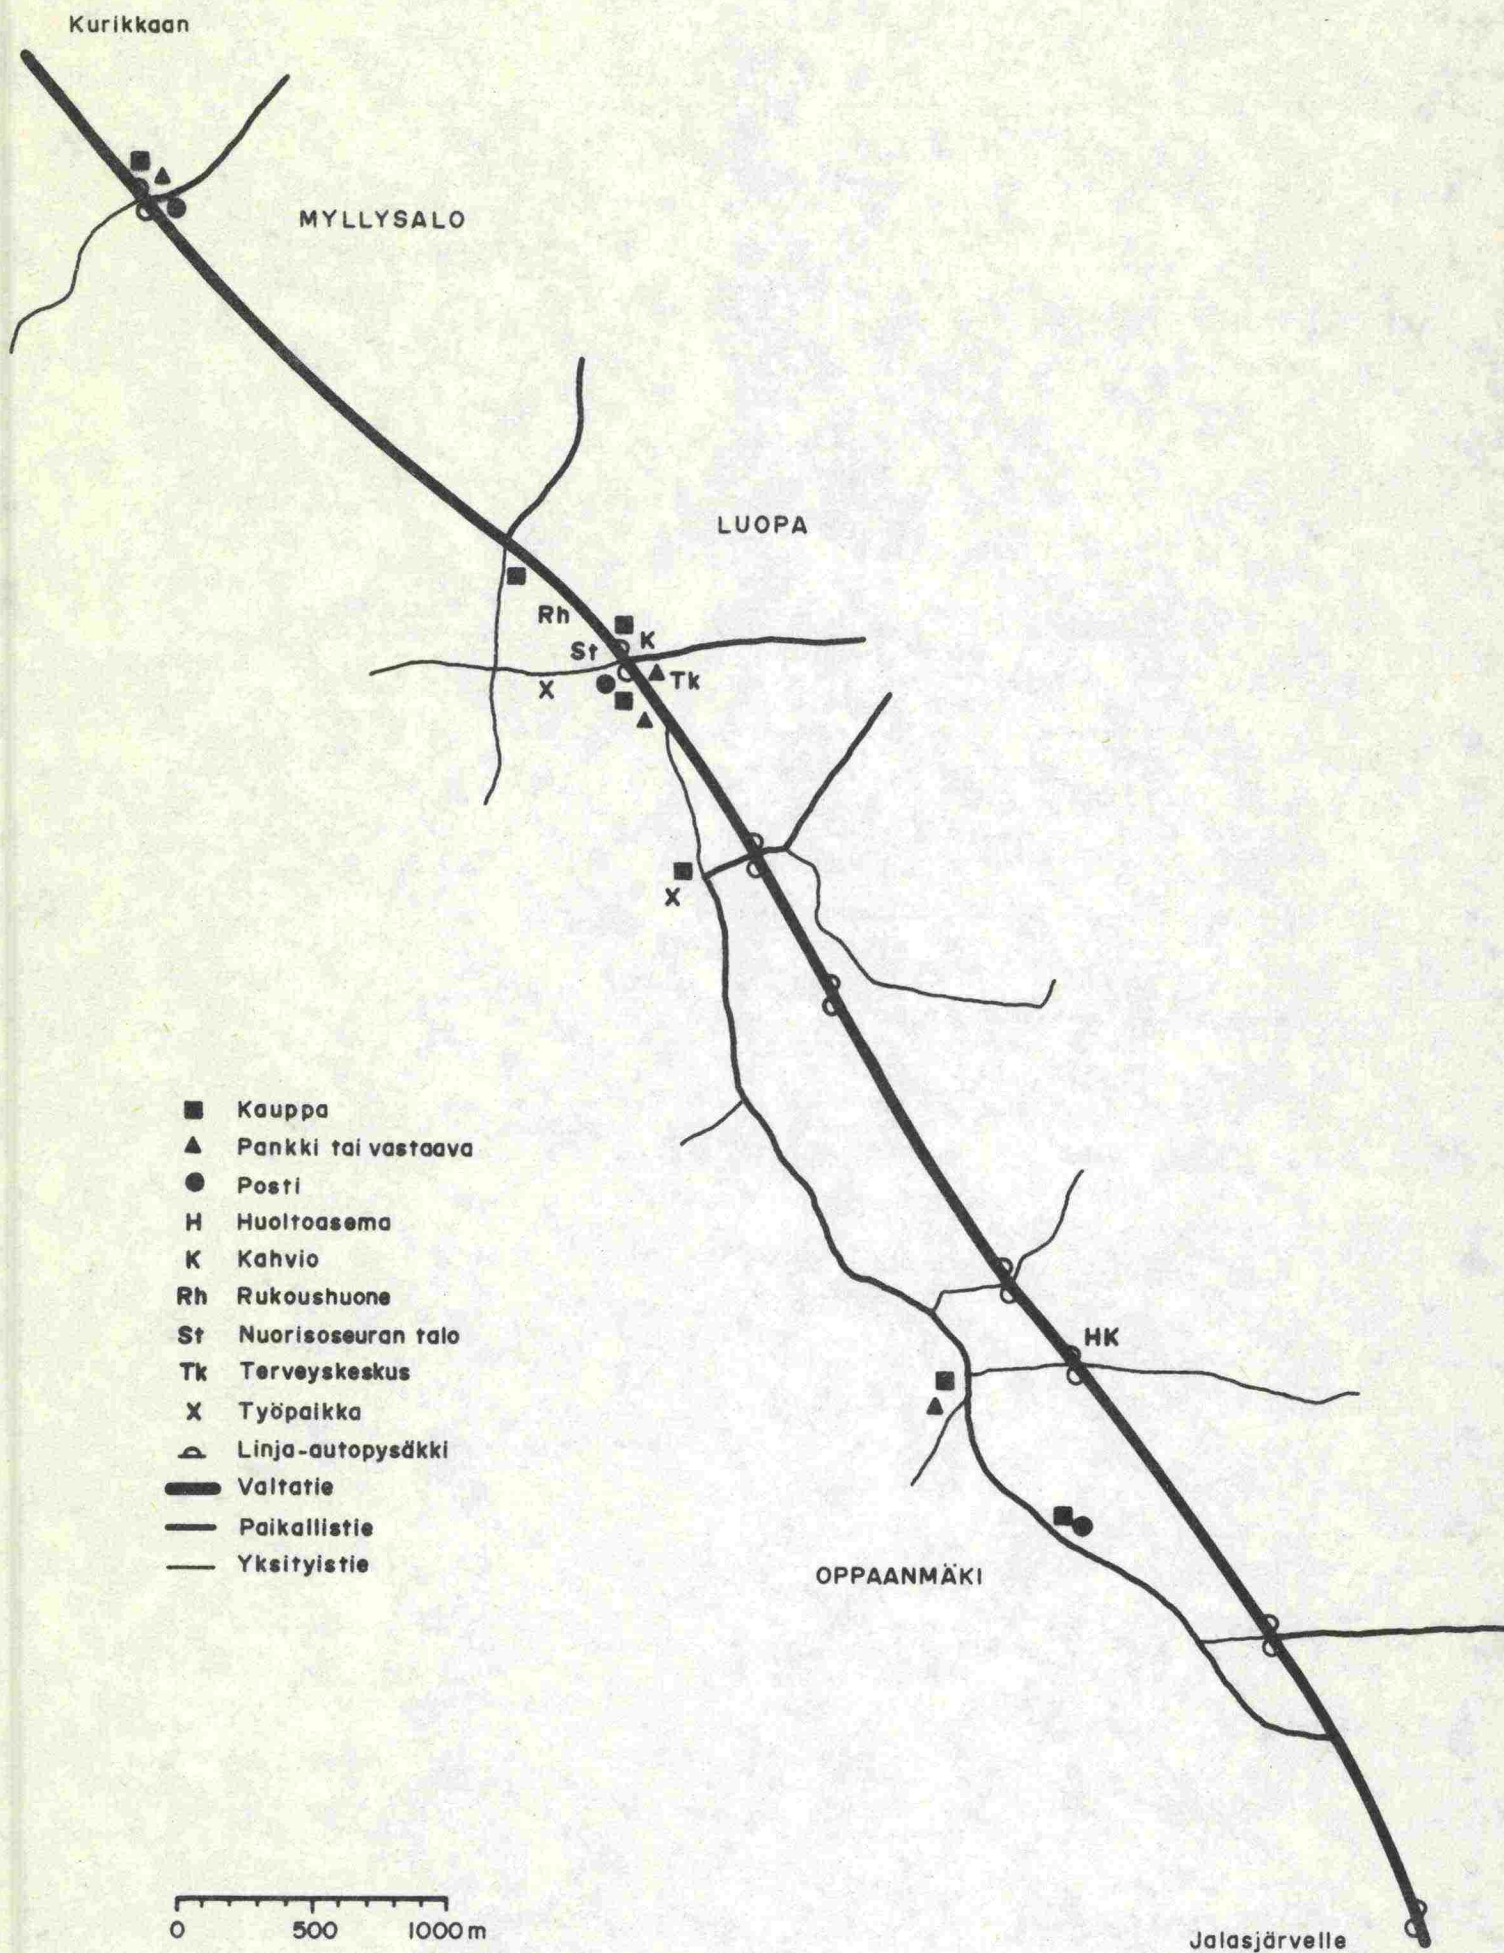 Kurikkaan
MYLLYSALO
LUOPA
Rh
K
St
Tk
X
X
Kauppa
Pankki tai vastaava
Posti
H Huoltoasema
K Kahvio
Rh Rukoushuone
St Nuorisoseuran talo
Tk Terveyskeskus
X Työpaikka
Linja-autopysäkki
Valtatie
Paikallistie
Yksityistie
HK
OPPAANMÄKI
0 500 1000 m
Jalasjärvelle